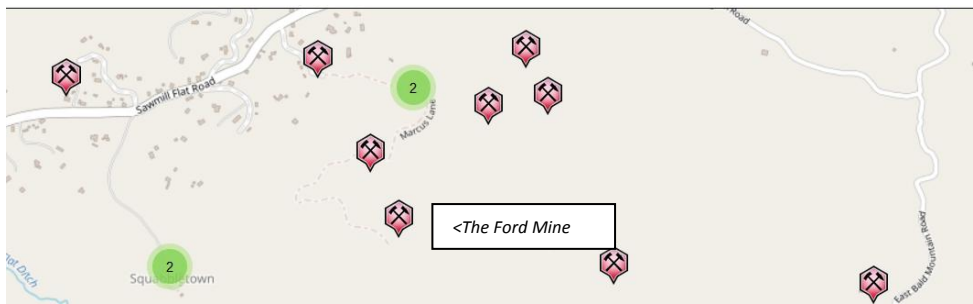 Road
2
Sawmill Flat Road
Marcus Lane
<The Ford Mine
2
East Bald Mountain Road
Ditch